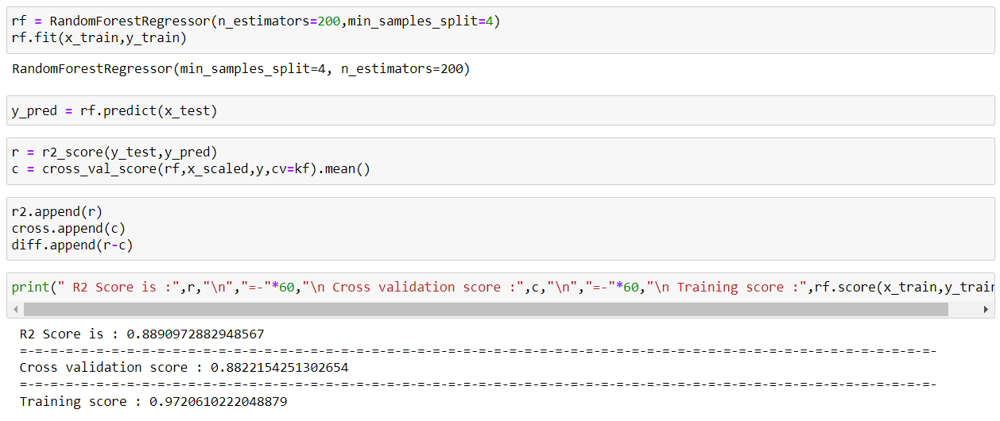 rf = RandomForestRegressor(n_estimators=200,min_samples_split=4)
rf.fit(x_train,y_train)
RandomForestRegressor(min_samples_split=4, n_estimators=200)
y_pred = rf.predict(x_test)
r = r2_score(y_test,y_pred)
c = cross_val_score(rf,x_scaled,y,cv=kf).mean()
r2.append(r)
cross.append(c)
diff.append(r-c)
print(" R2 Score is :",r,"\n","=-"*60,"\n Cross validation score :",c,"\n","=-"*60,"\n Training score :",rf.score(x_train,y_train
R2 Score is : 0.8890972882948567
=-=-=-=-=-=-=-=-=-=-=-=-=-=-=-=-=-=-=-=-=-=-=-=-=-=-=-=-=-=-=-=-=-=-=-=-=-=-=-=-=-=-=-=-=-=-=-=-=-=-=-=-=-=-=-=-=-=-=-=-
Cross validation score : 0.8822154251302654
=-=-=-=-=-=-=-=-=-=-=-=-=-=-=-=-=-=-=-=-=-=-=-=-=-=-=-=-=-=-=-=-=-=-=-=-=-=-=-=-=-=-=-=-=-=-=-=-=-=-=-=-=-=-=-=-=-=-=-=-
Training score : 0.9720610222048879